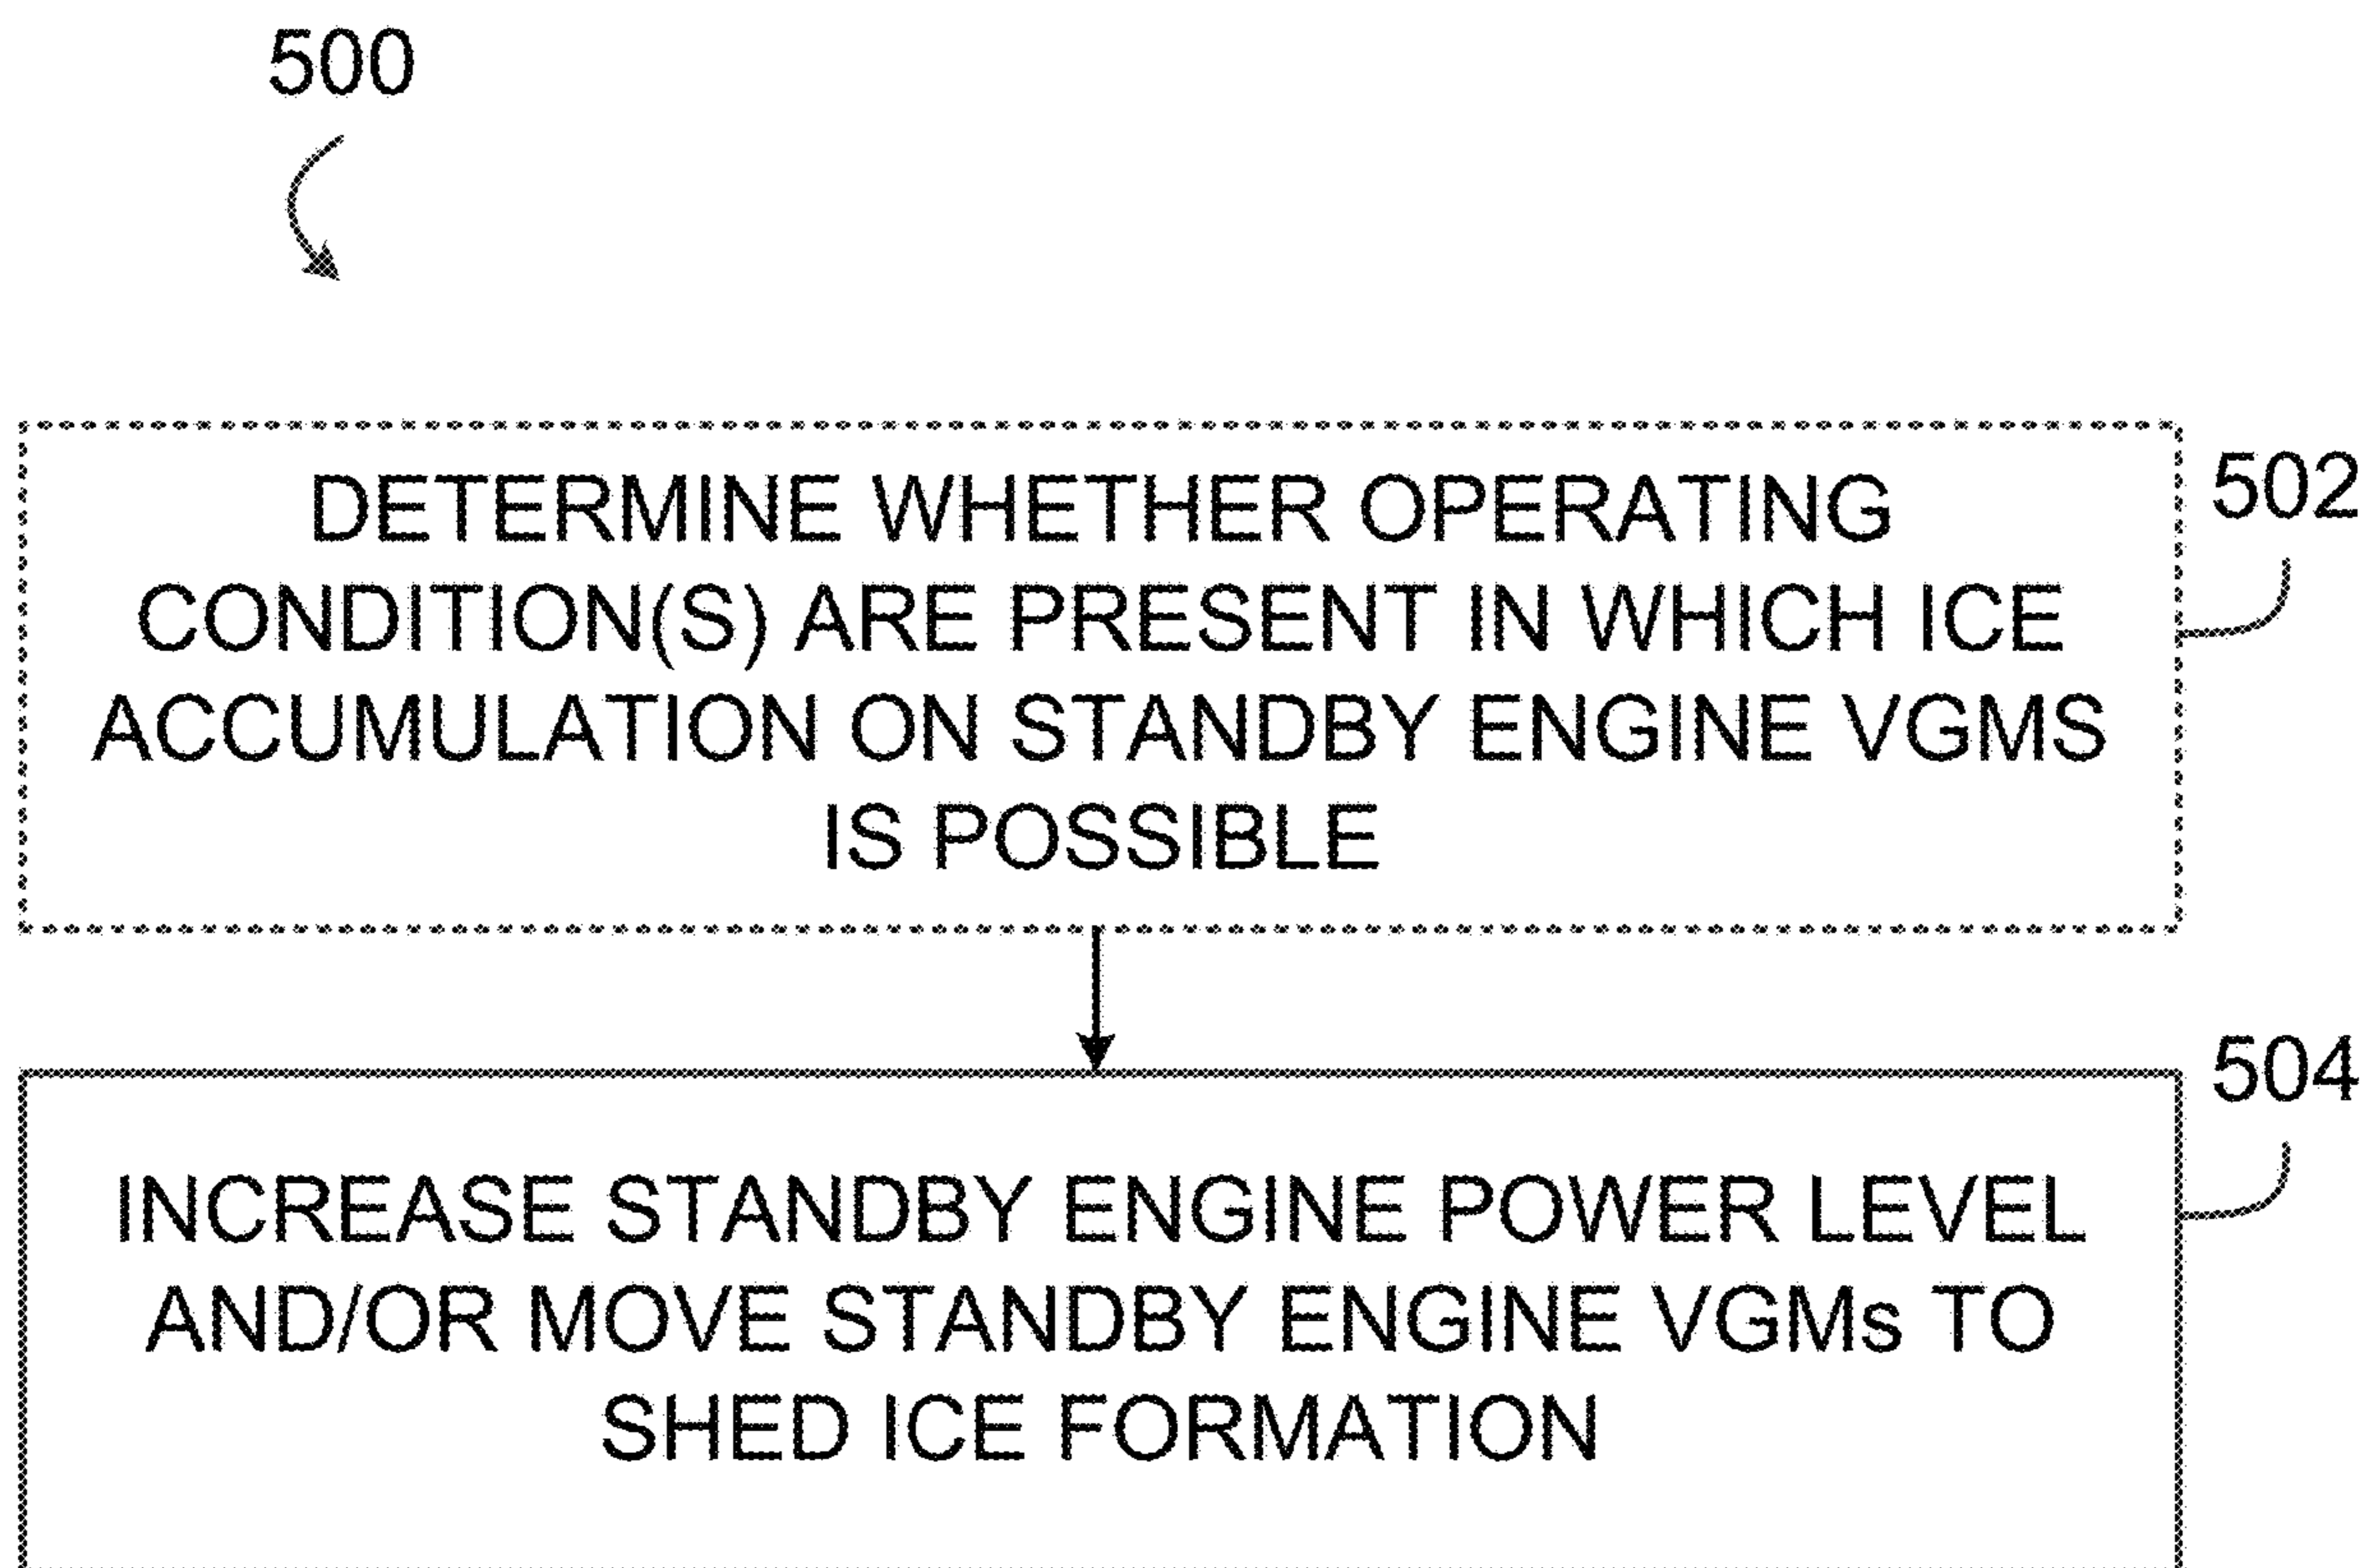 500
DETERMINE WHETHER OPERATING
CONDITION(S) ARE PRESENT IN WHICH ICE
ACCUMULATION ON STANDBY ENGINE VGMS
IS POSSIBLE
502
INCREASE STANDBY ENGINE POWER LEVEL
AND/OR MOVE STANDBY ENGINE VGMs TO
SHED ICE FORMATION
504